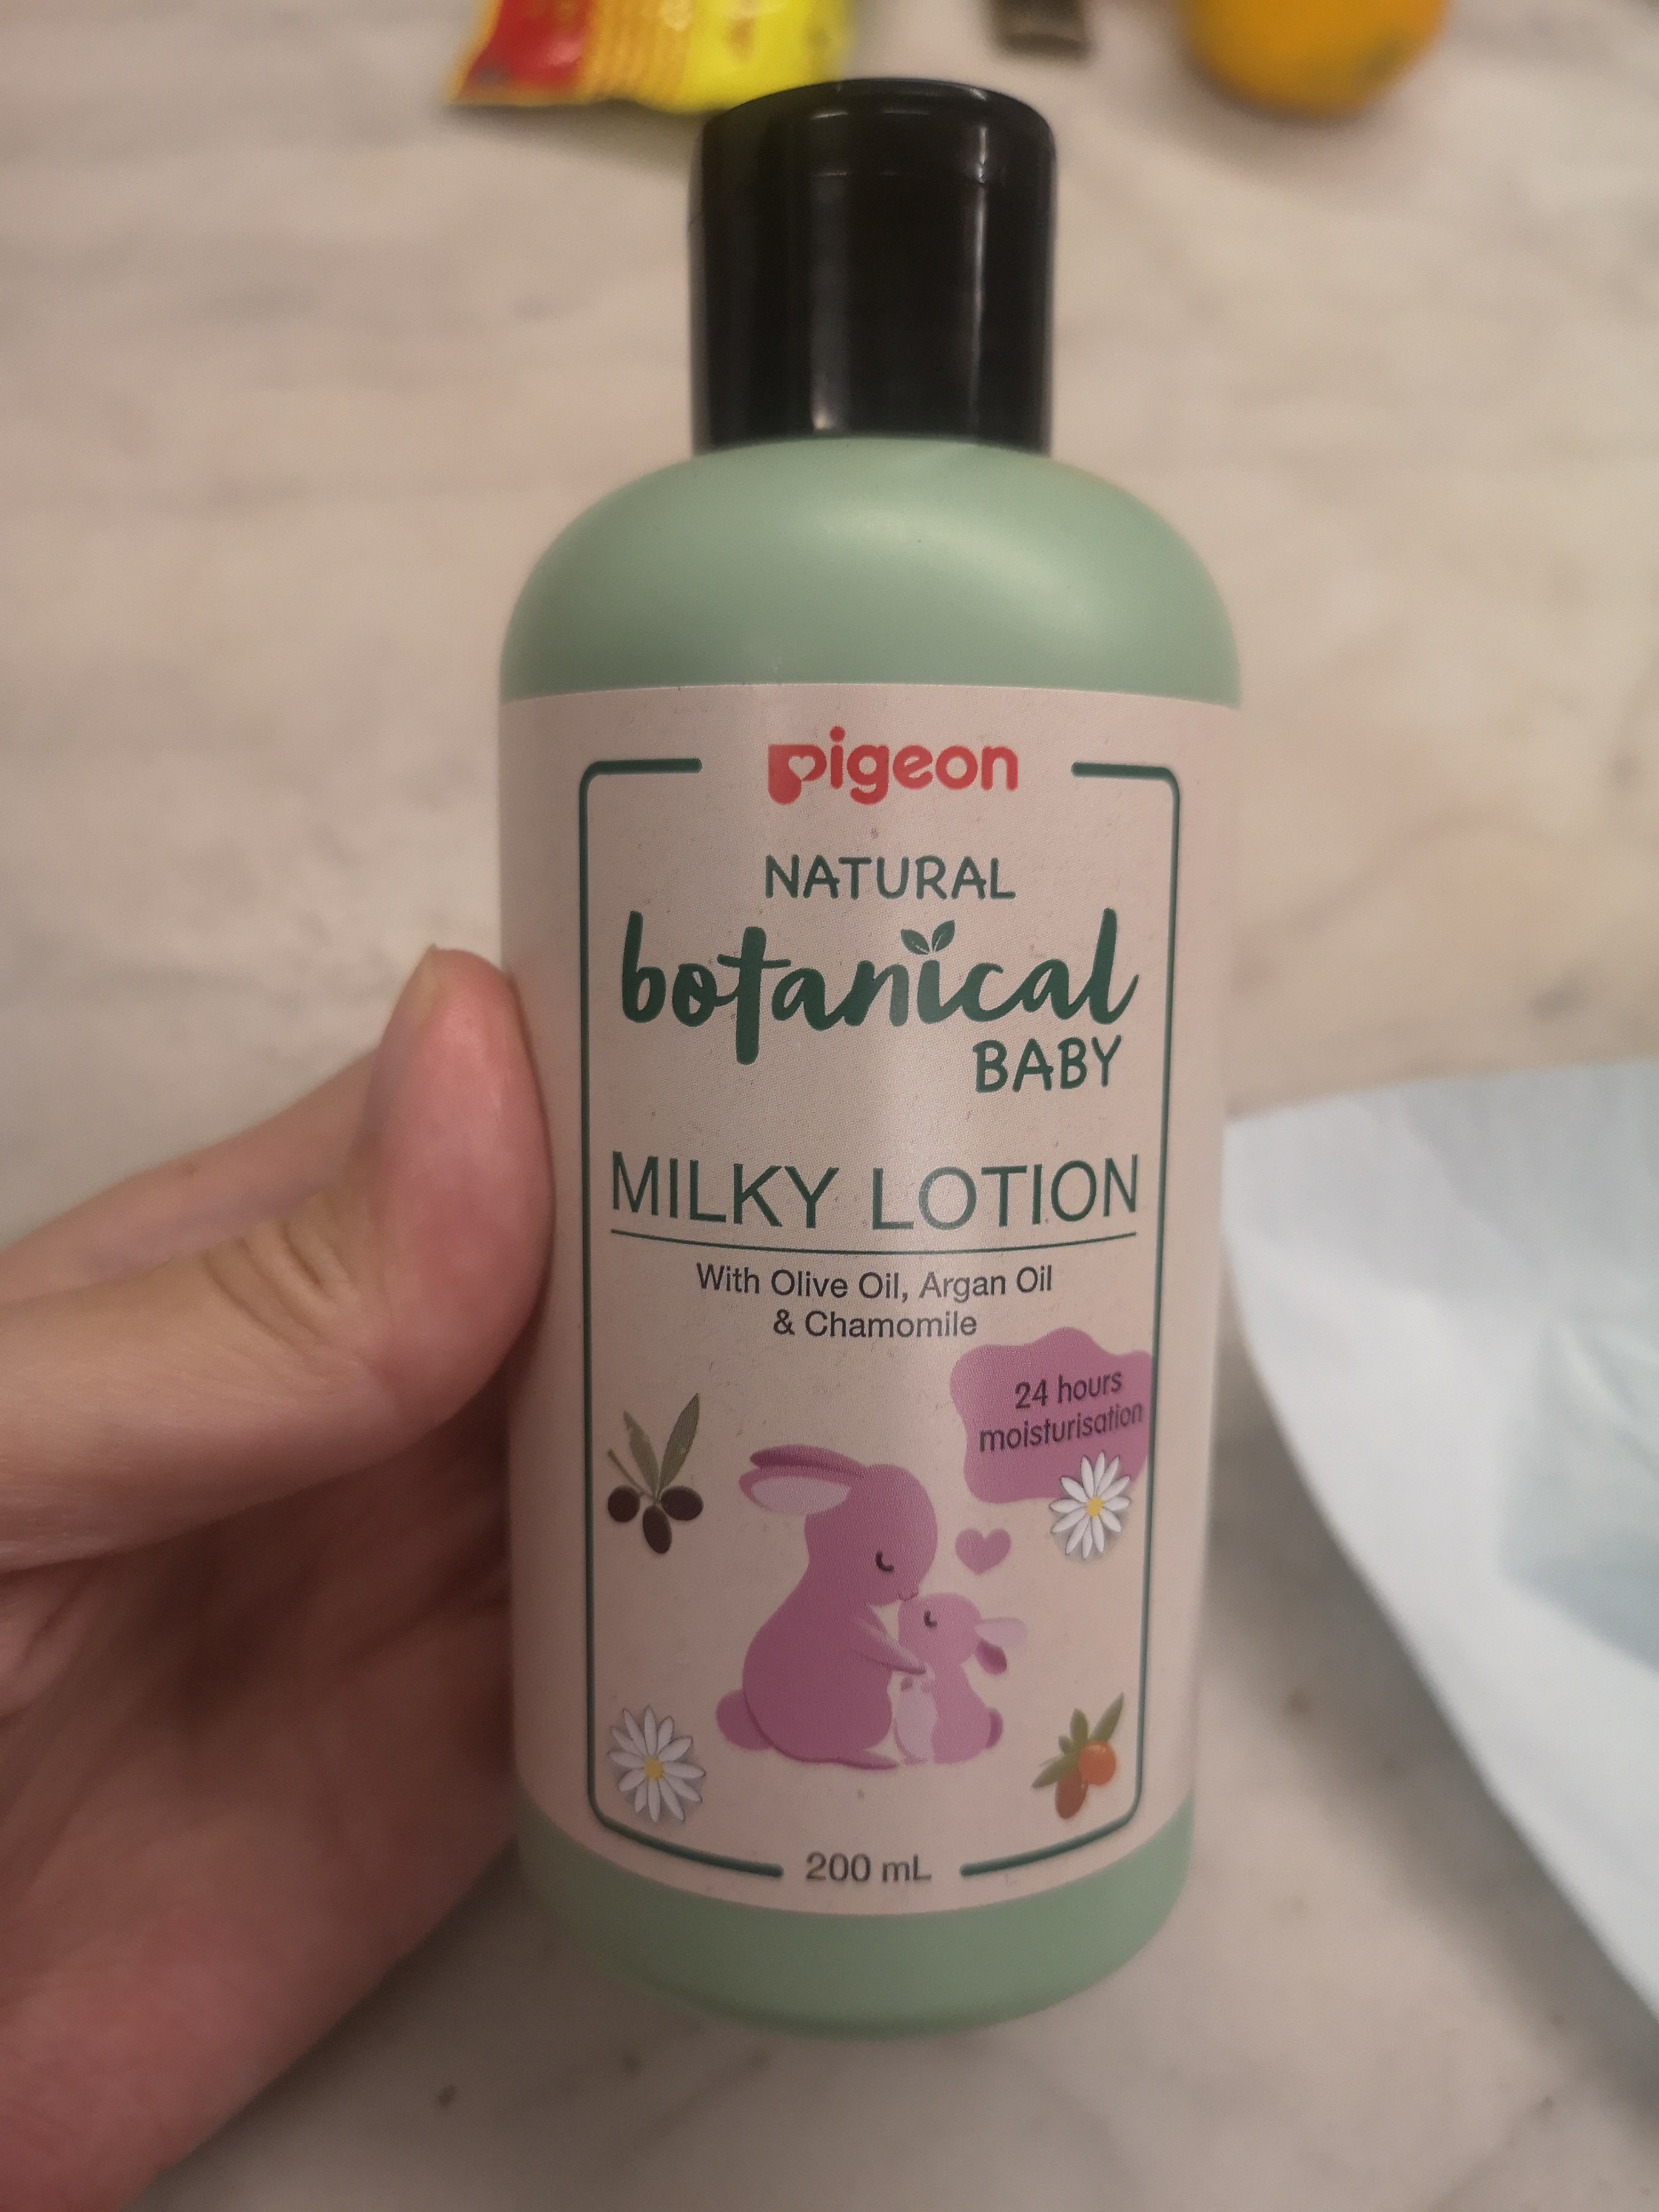 pigeon
NATURAL
botanical
BABY
MILKY LOTION
With Olive Oil, Argan Oil
& Chamomile
24 hours
moisturisation
200 mL